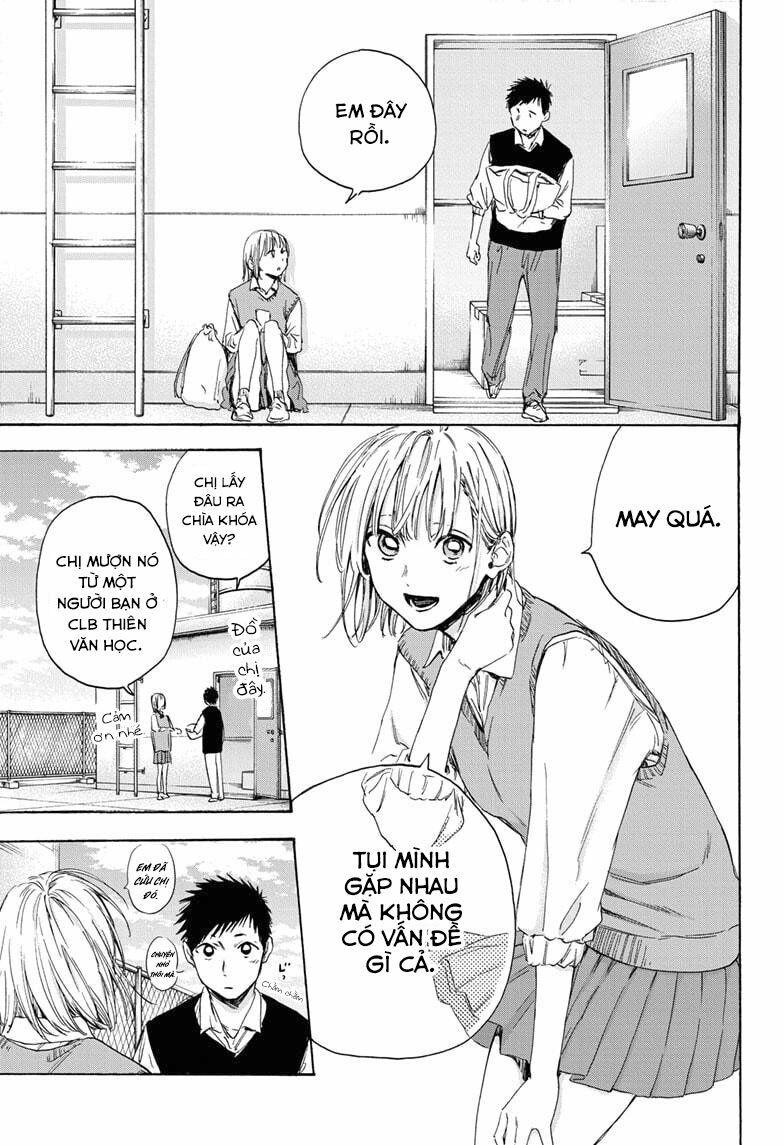 EM ĐÂY
RỒI.
MAY QUÁ.
TỤI MÌNH
GẶP NHAU
MÀ KHÔNG
CÓ VẤN ĐỀ
GÌ CẢ.
CHỊ LẤY
ĐÂU RA
CHÌA KHÓA
VẬY?
CHỊ MƯỢN NÓ
TỪ MỘT
NGƯỜI BẠN Ở
CLB THIÊN
VĂN HỌC.
Đồ
của
chị
đây.
Cảm
ơn nhé.
EM ĐÃ
CỨU CHỊ
ĐÓ.
CHUYỆN
NHỎ
THÔI MÀ.
Chằm chằm